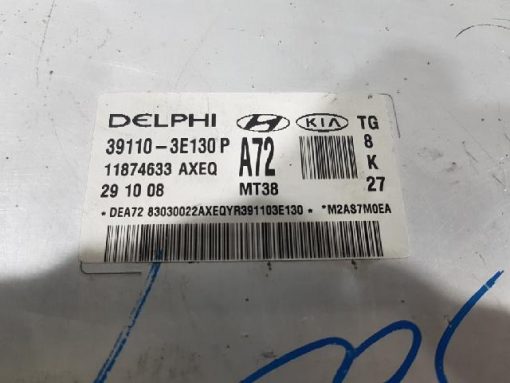 DELPHI KIA TG
39110-3E130 P A72 8
11874633 AXEQ K
29 10 08 MT38 27
* DEA72 83030022AXEQYR391103E130 * *M2AS7M0EA